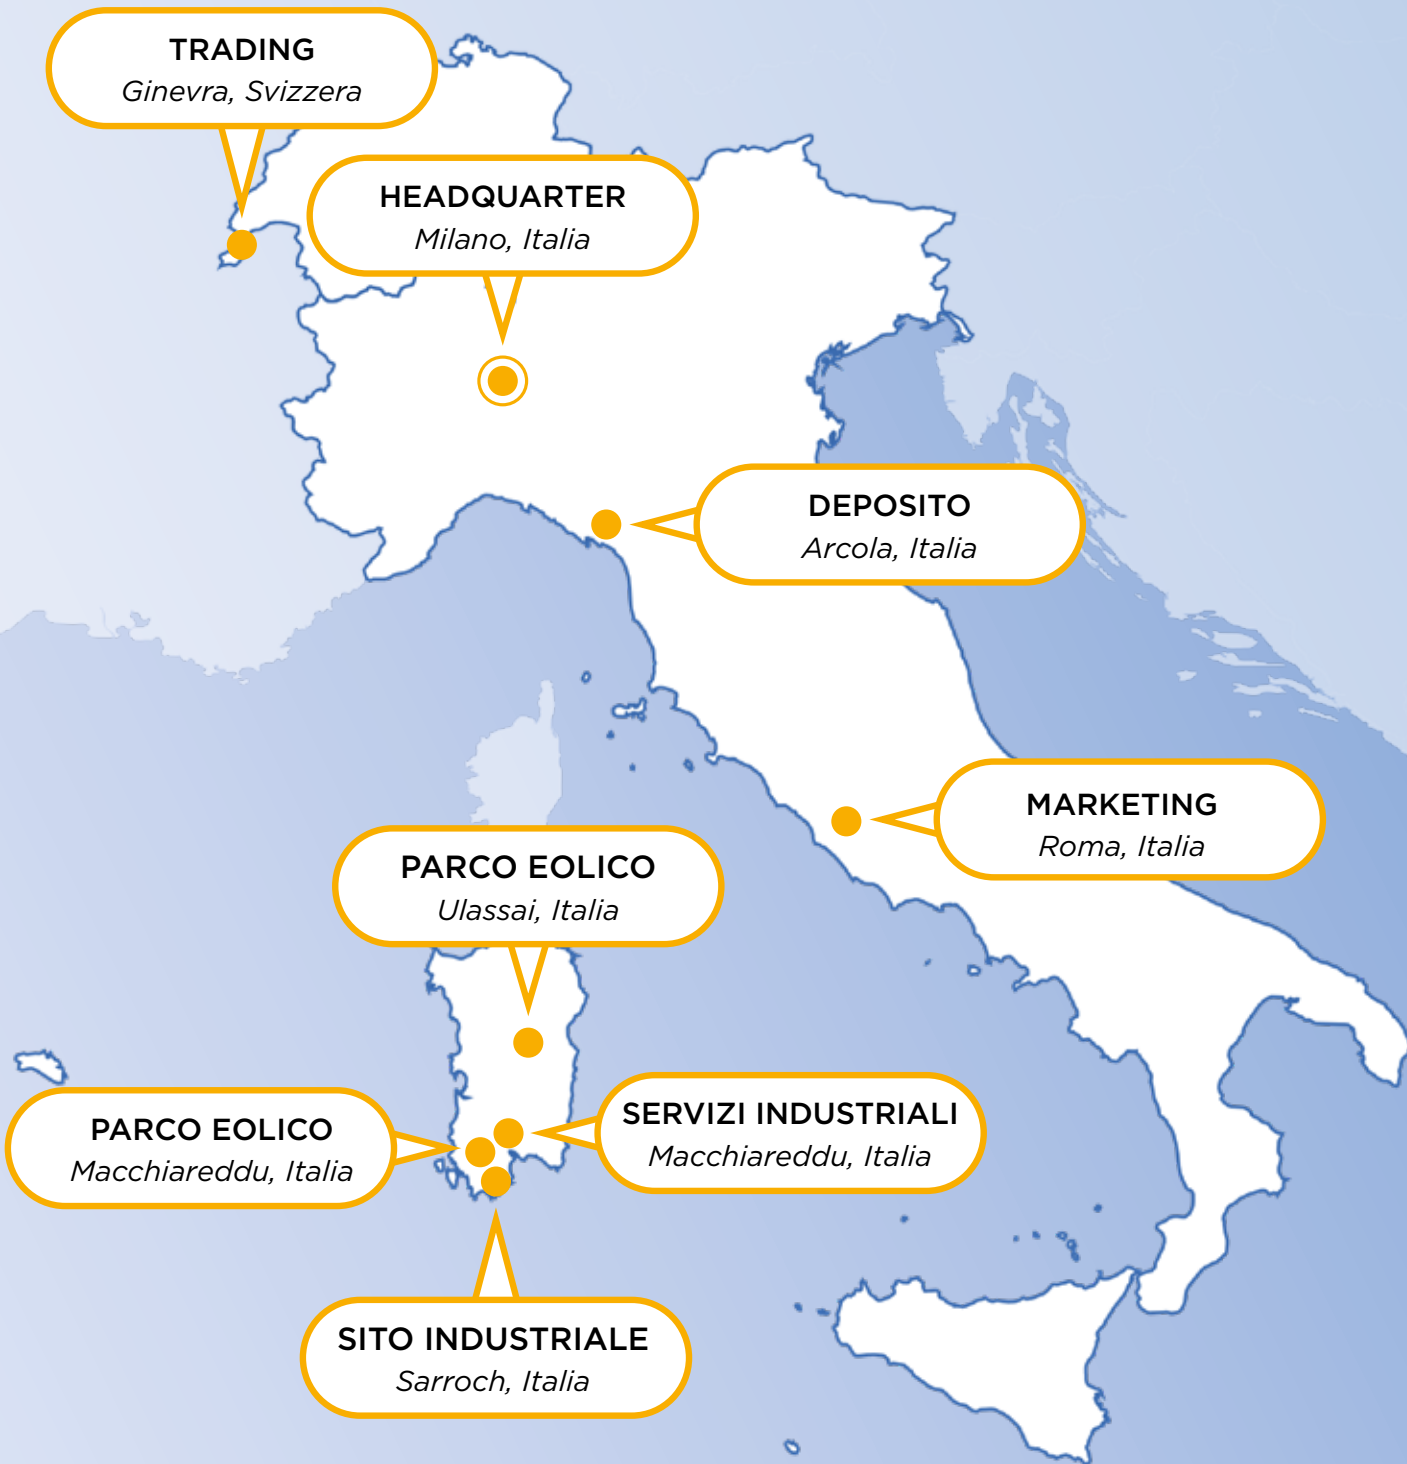 TRADING
Ginevra, Svizzera
HEADQUARTER
Milano, Italia
DEPOSITO
Arcola, Italia
MARKETING
Roma, Italia
PARCO EOLICO
Ulassai, Italia
PARCO EOLICO
Macchiareddu, Italia
SERVIZI INDUSTRIALI
Macchiareddu, Italia
SITO INDUSTRIALE
Sarroch, Italia